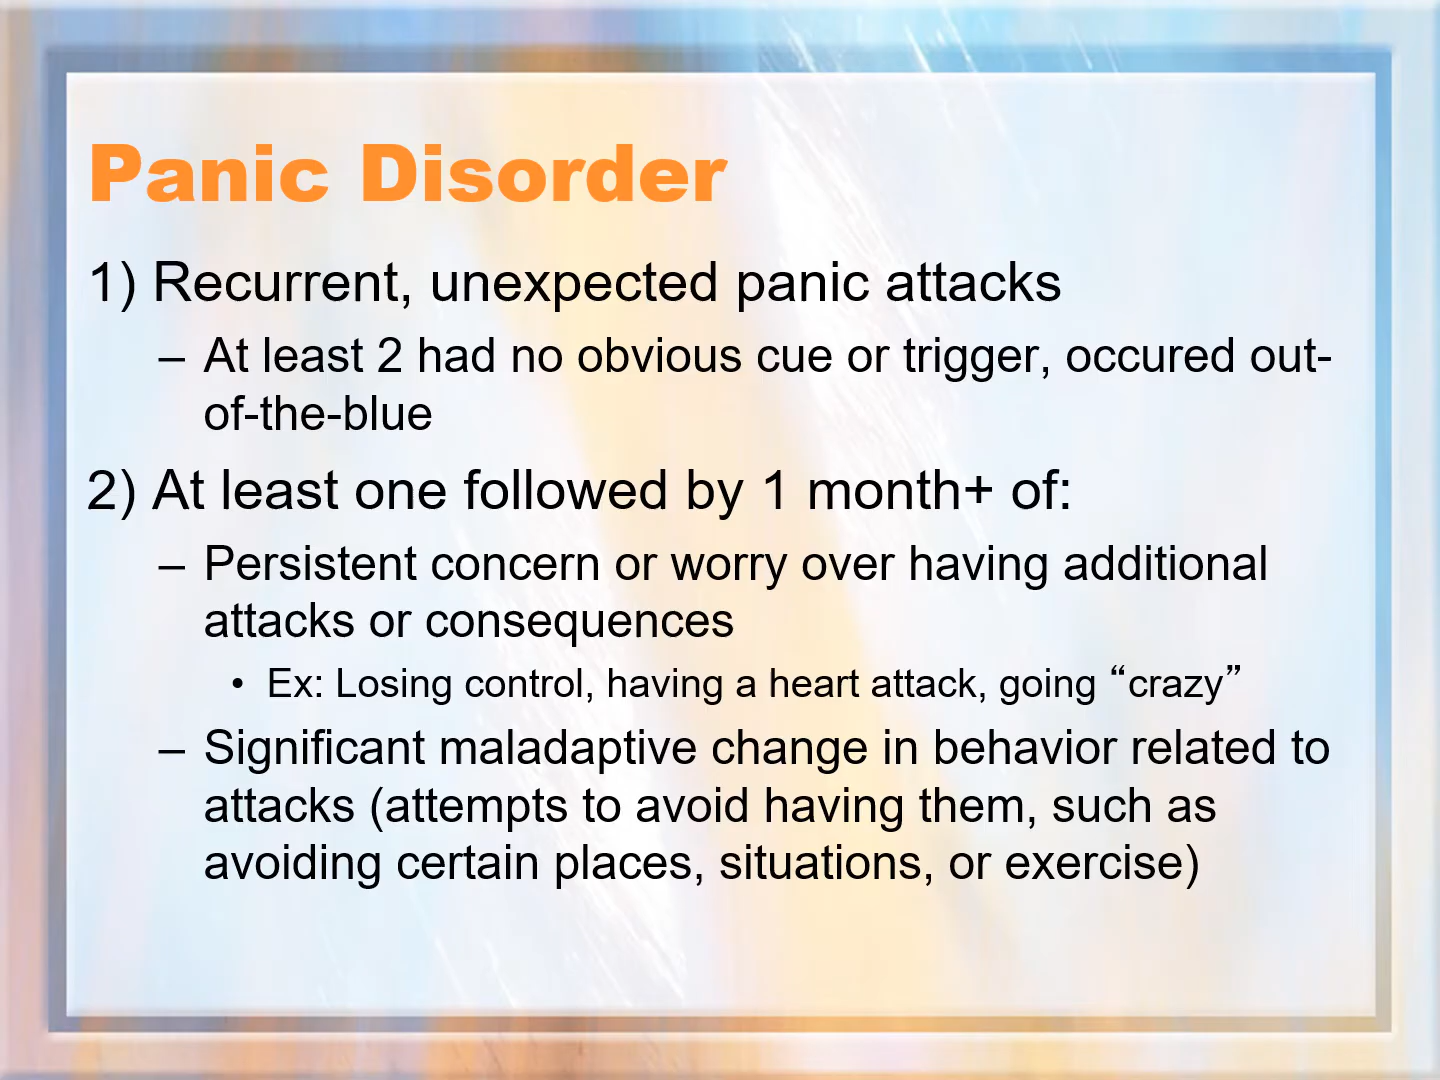 Panic Disorder
1) Recurrent, unexpected panic attacks
– At least 2 had no obvious cue or trigger, occured out-
of-the-blue
2) At least one followed by 1 month+ of:
– Persistent concern or worry over having additional
attacks or consequences
• Ex: Losing control, having a heart attack, going “crazy”
– Significant maladaptive change in behavior related to
attacks (attempts to avoid having them, such as
avoiding certain places, situations, or exercise)